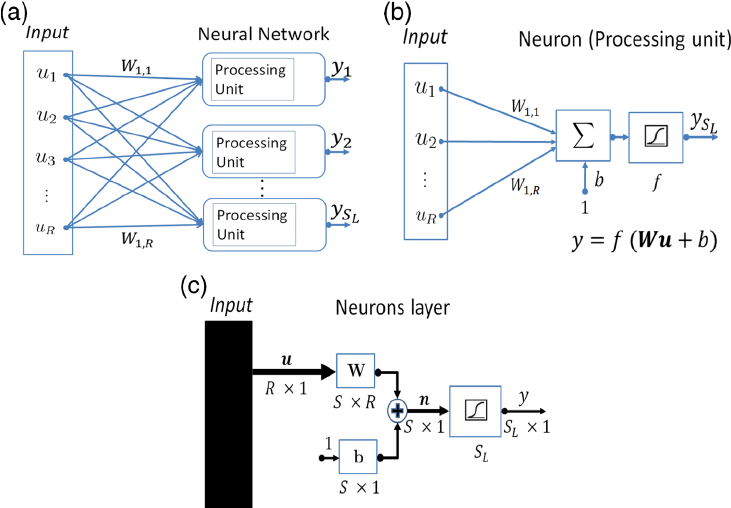 (a)
Input
Neural Network
u1
W1,1
Processing
Unit
y1
u2
Processing
Unit
y2
u3
⋮
...
Processing
Unit
ySL
uR
W1,R
(b)
Input
Neuron (Processing unit)
u1
W1,1
u2
∑
ySL
⋮
W1,R
b
f
uR
1
y = f (Wu + b)
(c)
Input
Neurons layer
u
W
R × 1
S × R
n
y
S × 1
SL × 1
1
b
SL
S × 1